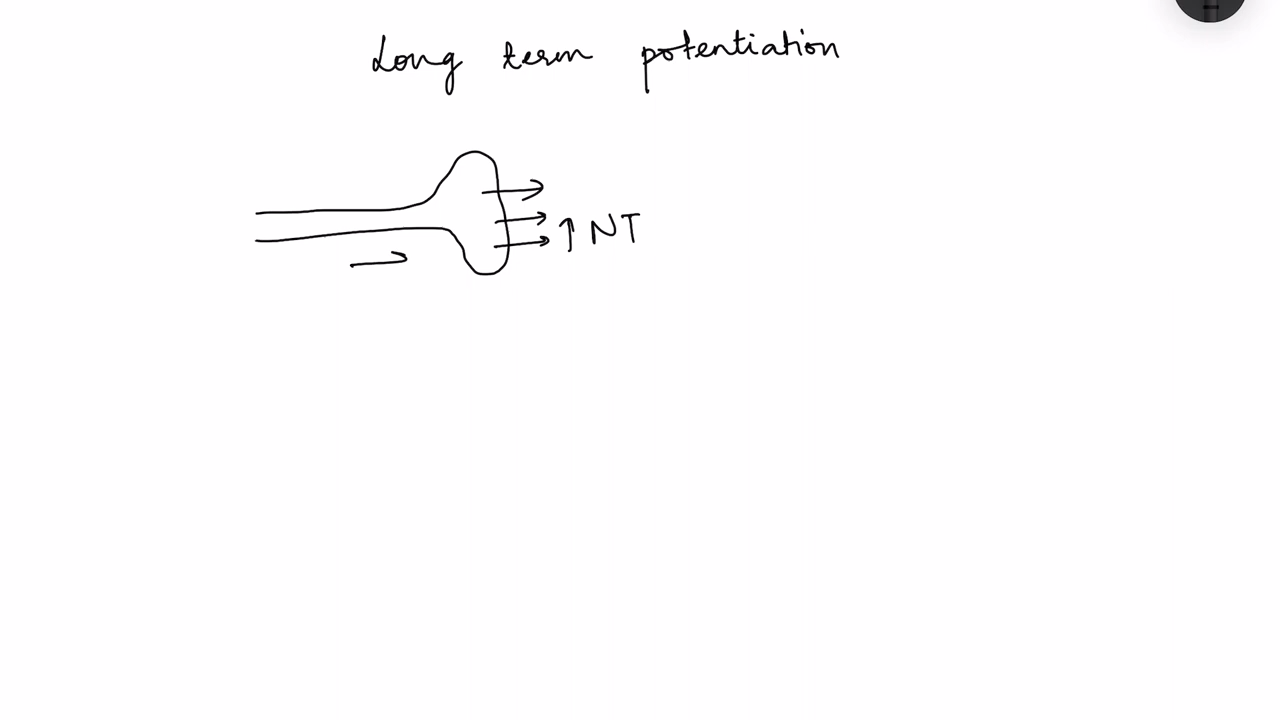 Long term potentiation
↑ NT